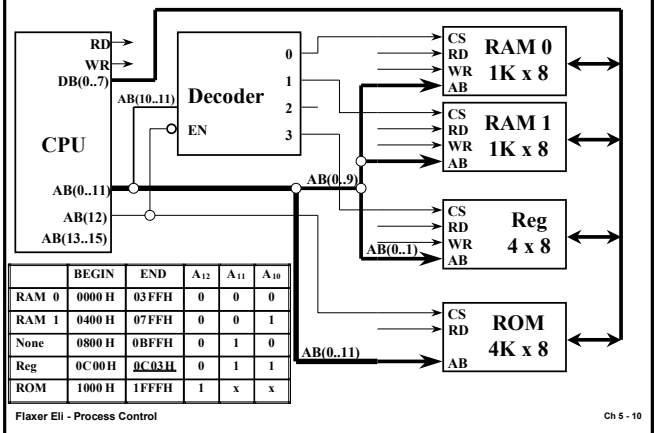 RD
WR
DB(0..7)
CPU
AB(0..11)
AB(12)
AB(13..15)
AB(10..11)
Decoder
EN
0
1
2
3
CS
RD
WR
AB
RAM 0
1K x 8
CS
RD
WR
AB
RAM 1
1K x 8
AB(0..9)
CS
RD
WR
AB
Reg
4 x 8
AB(0..1)
CS
RD
AB
ROM
4K x 8
AB(0..11)
BEGIN END A12 A11 A10
RAM 0 0000 H 03FFH 0 0 0
RAM 1 0400 H 07FFH 0 0 1
None 0800 H 0BFFH 0 1 0
Reg 0C00H 0C03H 0 1 1
ROM 1000 H 1FFFH 1 x x
Flaxer Eli - Process Control
Ch 5 - 10